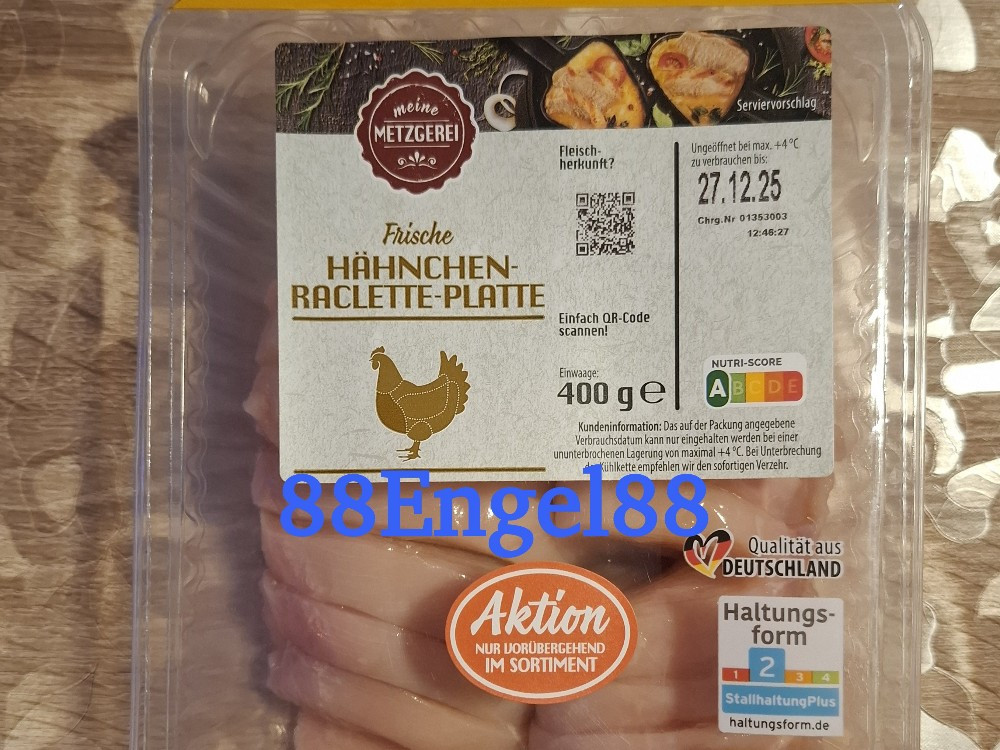 Serviervorschlag
meine
METZGEREI
Fleisch-
herkunft?
Ungeöffnet bei max. +4 °C
zu verbrauchen bis:
27.12.25
Chrg.Nr 01353003
12:46:27
Frische
HÄHNCHEN-
RACLETTE-PLATTE
Einfach QR-Code
scannen!
Einwaage:
400 g ℮
NUTRI-SCORE
A B C D E
Kundeninformation: Das auf der Packung angegebene
Verbrauchsdatum kann nur eingehalten werden bei einer
ununterbrochenen Lagerung von maximal +4 °C. Bei Unterbrechung
der Kühlkette empfehlen wir den sofortigen Verzehr.
88Engel88
Qualität aus
DEUTSCHLAND
Aktion
NUR VORÜBERGEHEND
IM SORTIMENT
Haltungs-
form
1 2 3 4
StallhaltungPlus
haltungsform.de